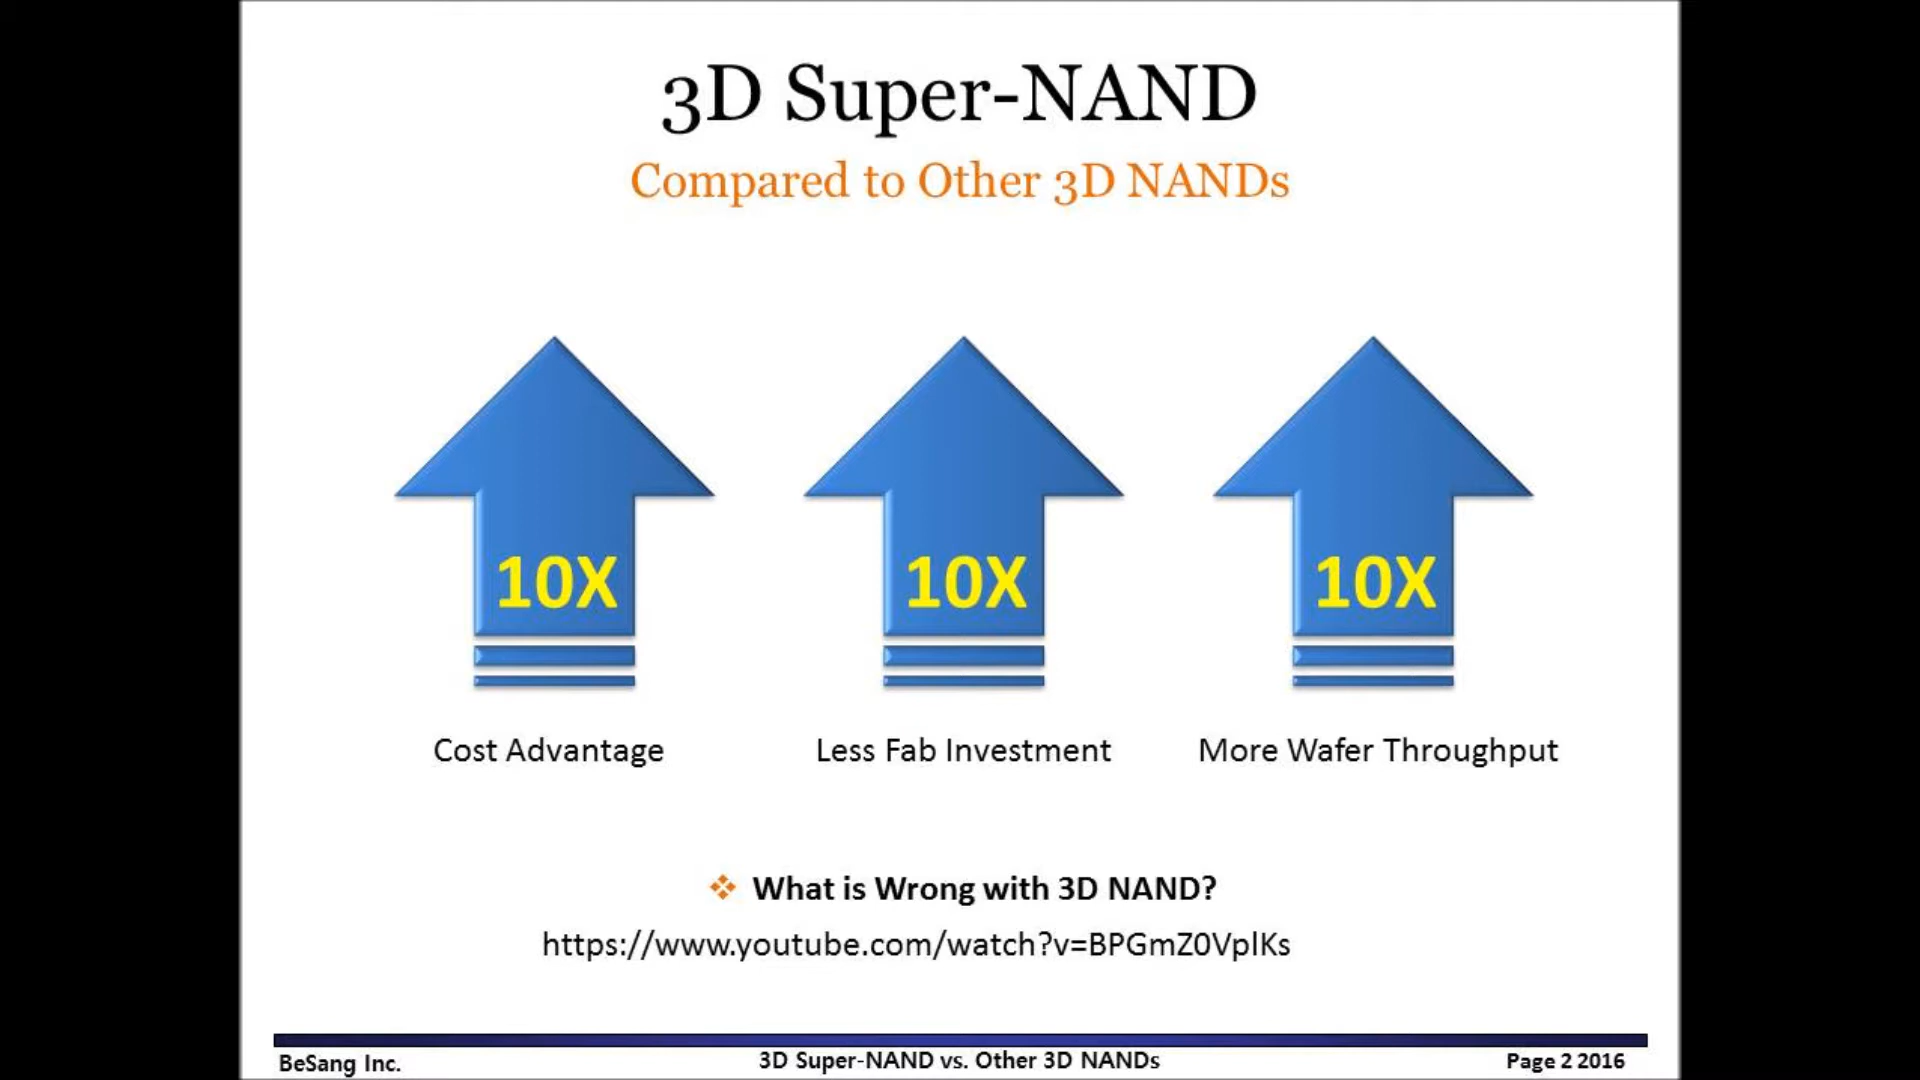 3D Super-NAND
Compared to Other 3D NANDs
10X 10X 10X
Cost Advantage Less Fab Investment More Wafer Throughput
What is Wrong with 3D NAND?
https://www.youtube.com/watch?v=BPGmZ0VplKs
BeSang Inc. 3D Super-NAND vs. Other 3D NANDs Page 2 2016